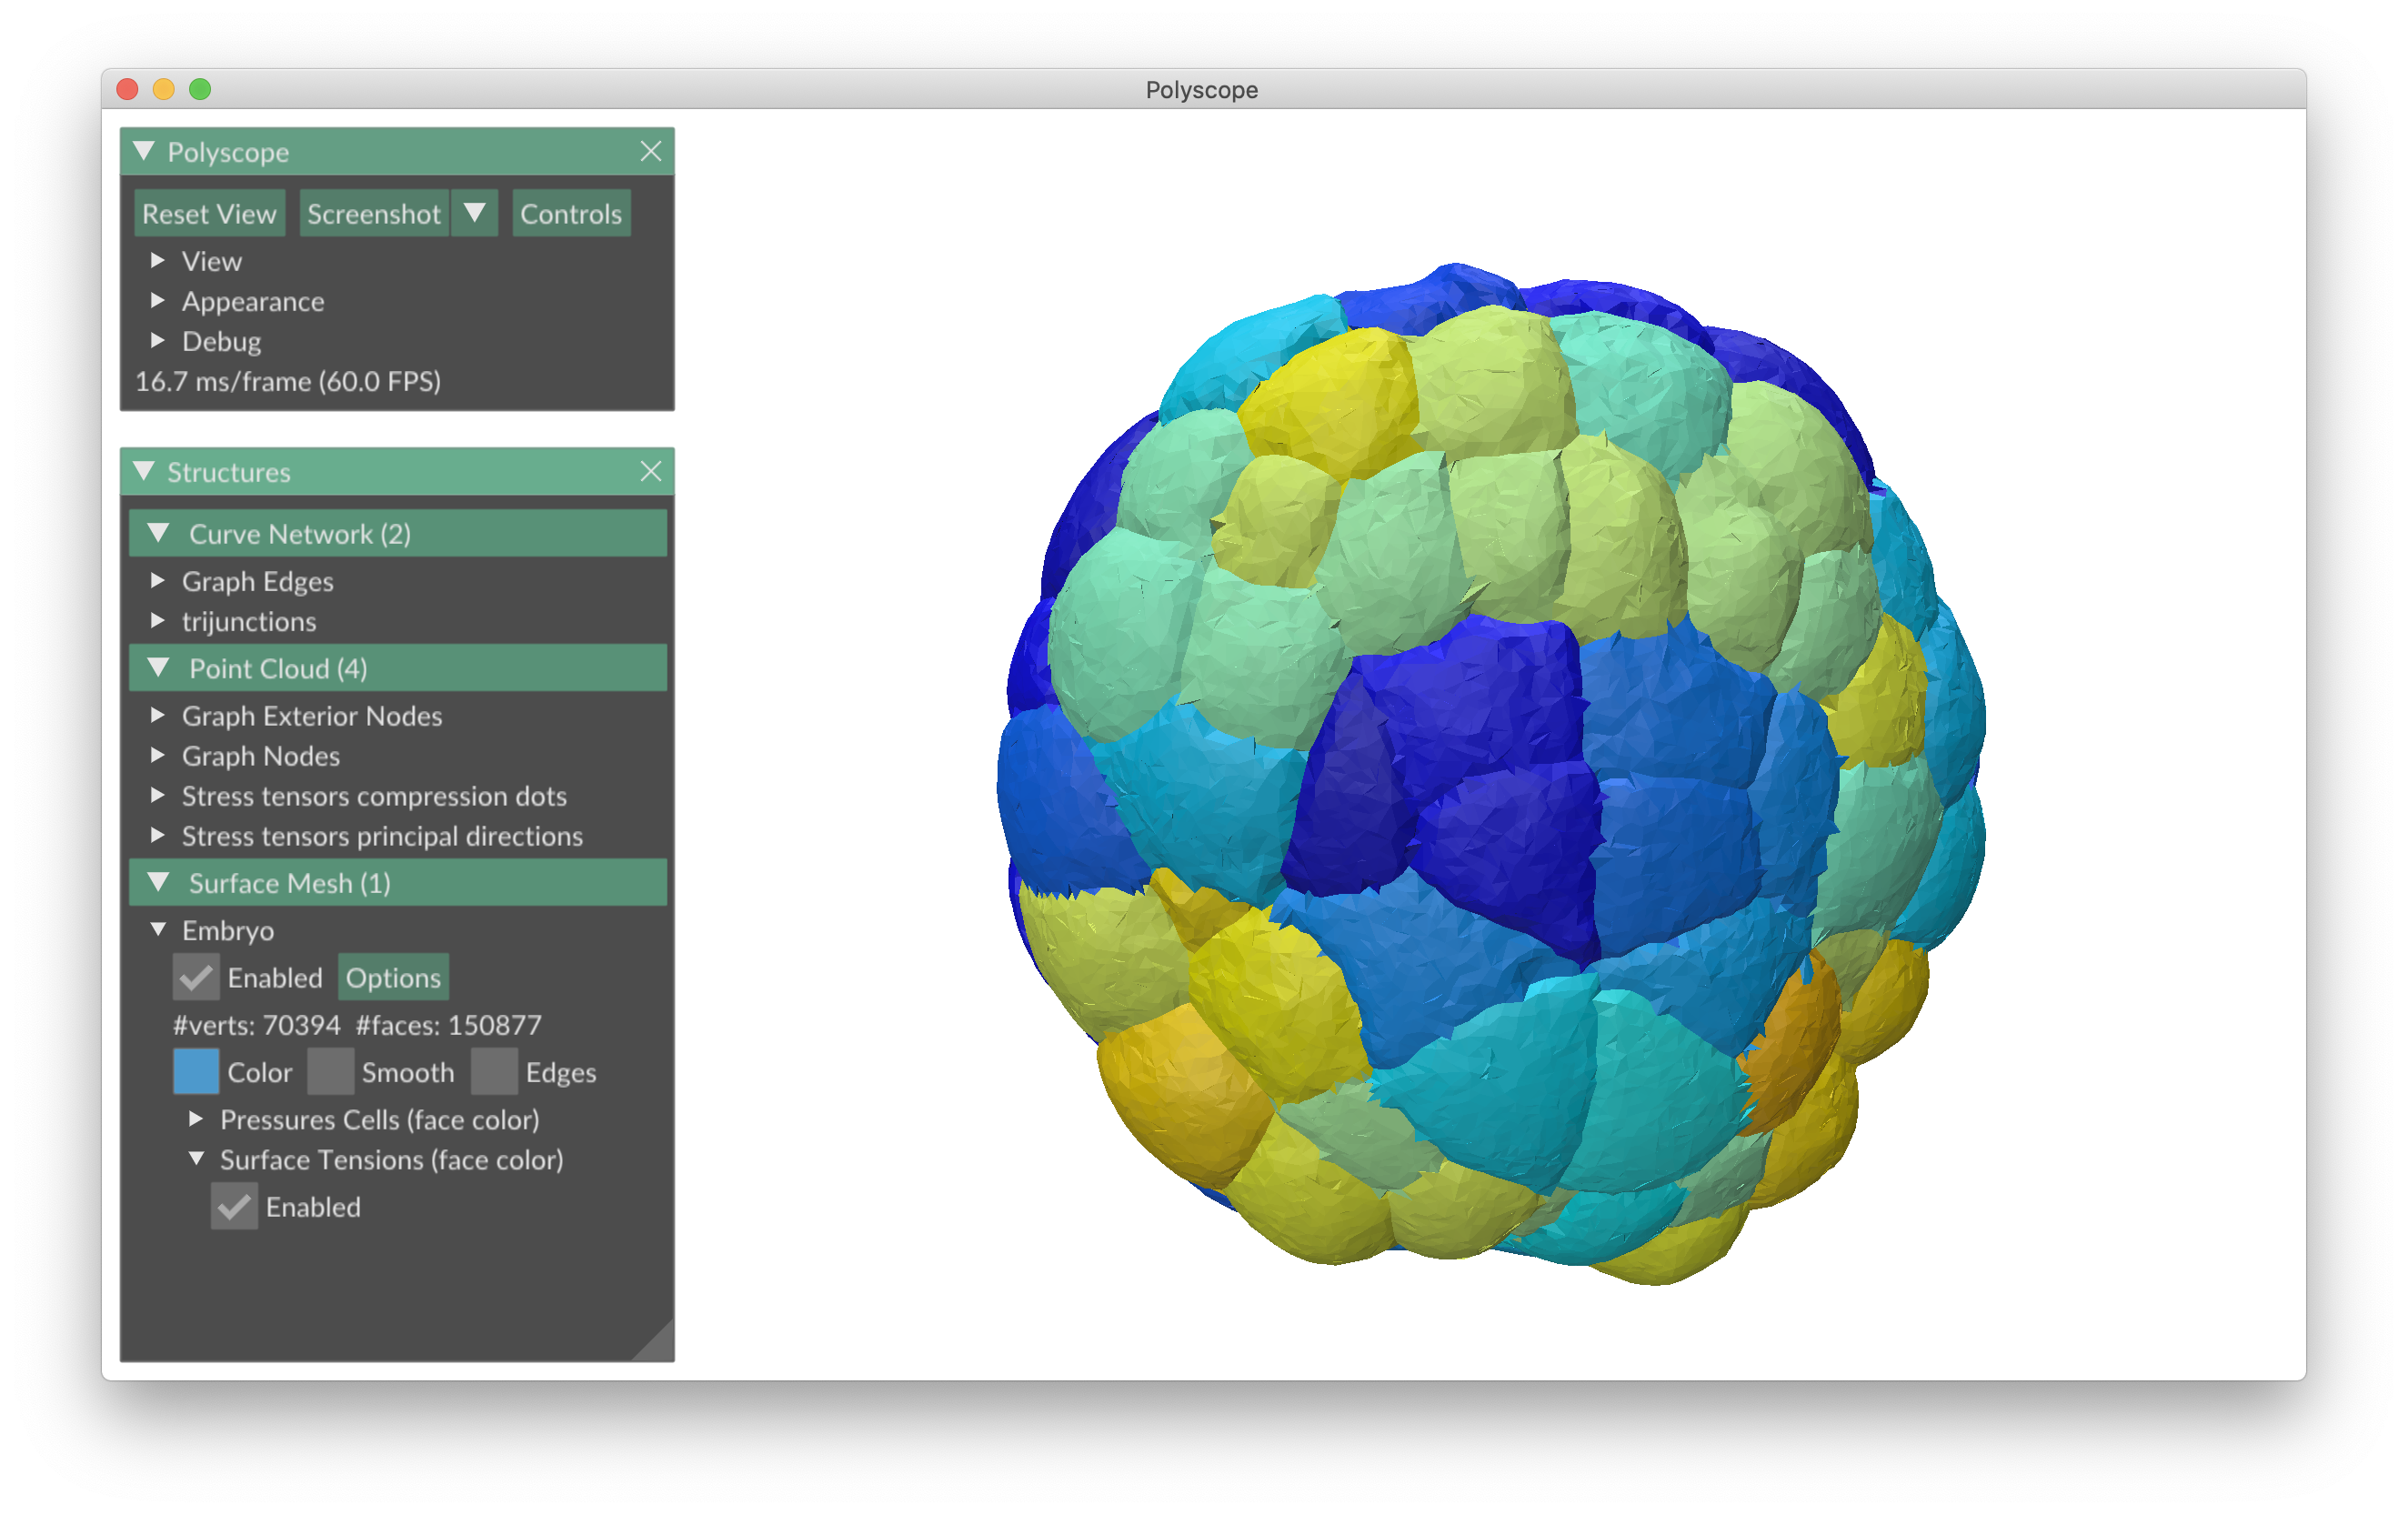 Polyscope
Polyscope
Reset View Screenshot Controls
View
Appearance
Debug
16.7 ms/frame (60.0 FPS)
Structures
Curve Network (2)
Graph Edges
trijunctions
Point Cloud (4)
Graph Exterior Nodes
Graph Nodes
Stress tensors compression dots
Stress tensors principal directions
Surface Mesh (1)
Embryo
Enabled Options
#verts: 70394 #faces: 150877
Color Smooth Edges
Pressures Cells (face color)
Surface Tensions (face color)
Enabled